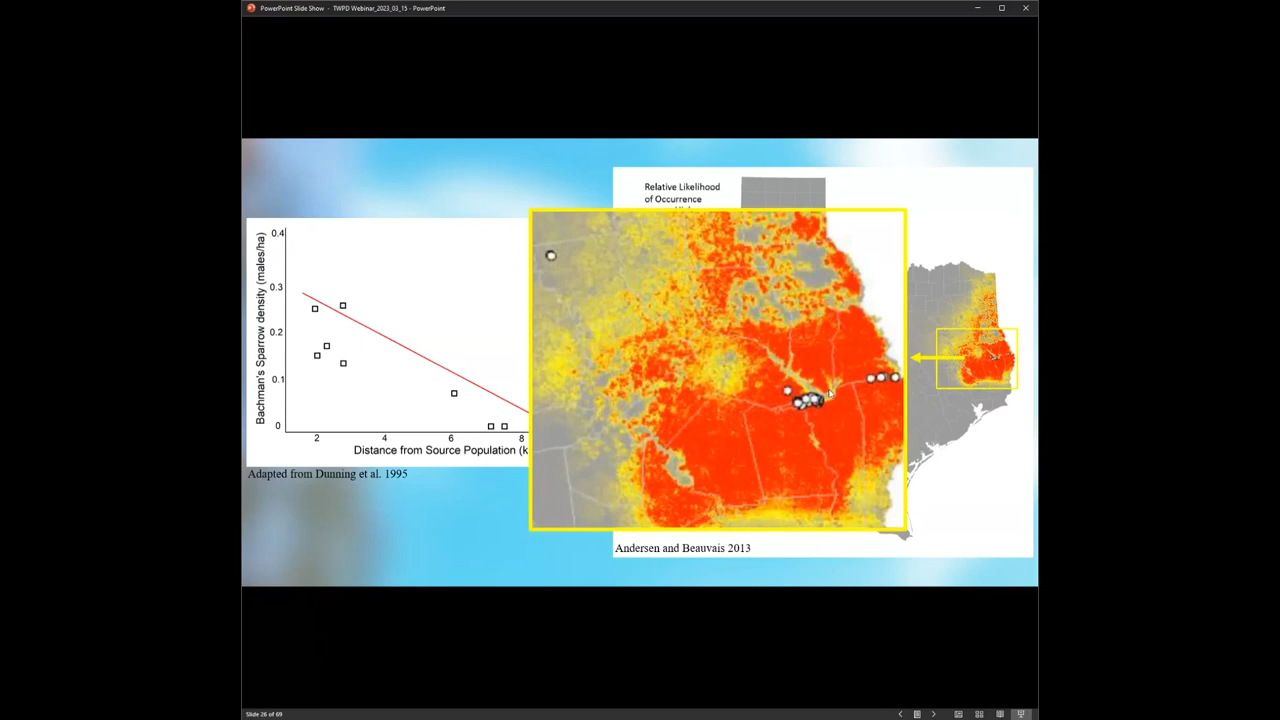 PowerPoint Slide Show - TWPD Webinar_2023_03_15 - PowerPoint
Relative Likelihood
of Occurrence
Bachman's Sparrow density (males/ha)
0.4
0.3
0.2
0.1
0
2
4
6
8
Distance from Source Population (k
Adapted from Dunning et al. 1995
Andersen and Beauvais 2013
Slide 26 of 69